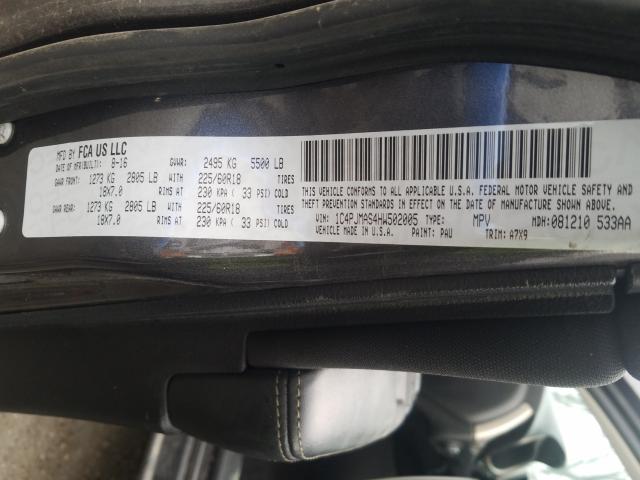 MFD BY FCA US LLC
DATE OF MFR(BUILT): 8-16 GVWR: 2495 KG 5500 LB
GAWR FRONT: 1273 KG 2805 LB WITH 225/60R18 TIRES
18X7.0 RIMS AT 230 KPA ( 33 PSI) COLD
GAWR REAR: 1273 KG 2805 LB WITH 225/60R18 TIRES
18X7.0 RIMS AT 230 KPA ( 33 PSI) COLD
THIS VEHICLE CONFORMS TO ALL APPLICABLE U.S.A. FEDERAL MOTOR VEHICLE SAFETY AND
THEFT PREVENTION STANDARDS IN EFFECT ON THE DATE OF MANUFACTURE SHOWN ABOVE.
VIN: 1C4PJMAS4HW502005 TYPE: MPV MDH: 081210 533AA
VEHICLE MADE IN U.S.A. PAINT: PAU TRIM: A7X9